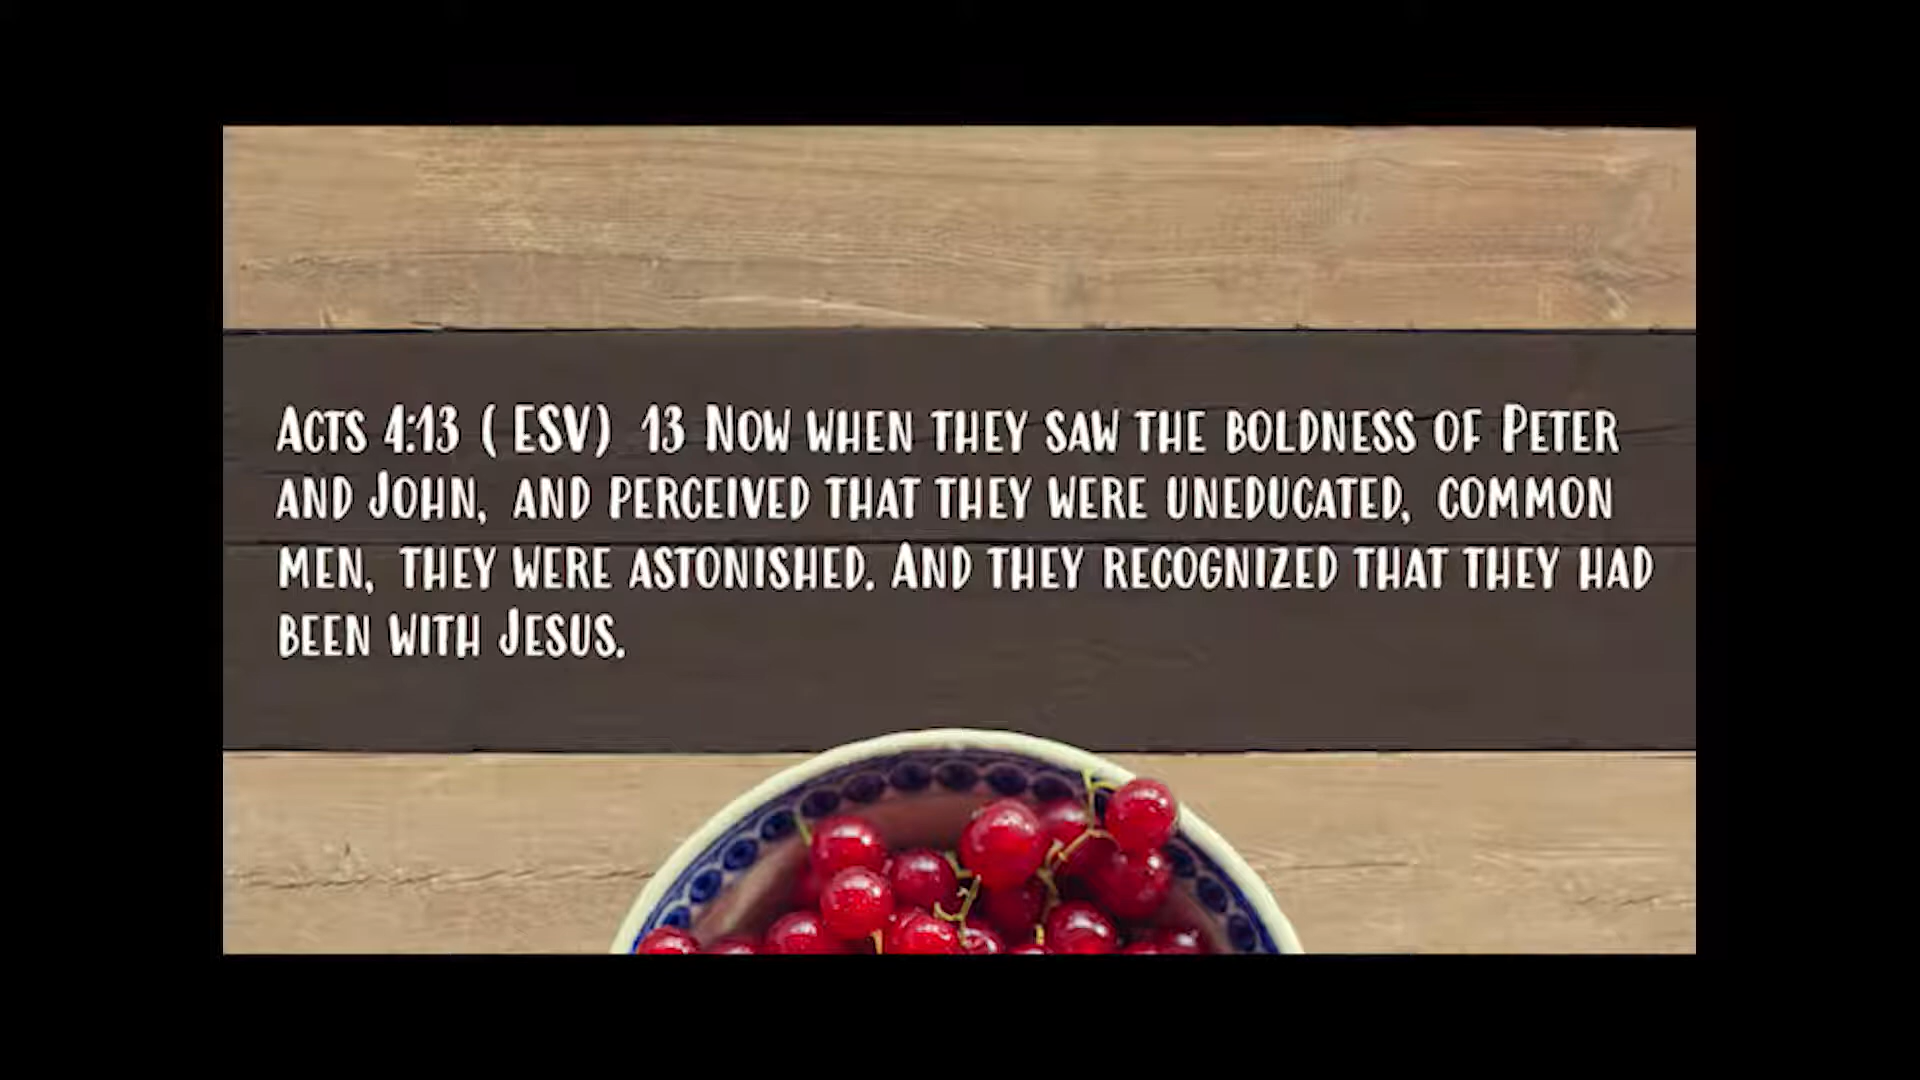 Acts 4:13 ( ESV) 13 Now when they saw the boldness of Peter
and John, and perceived that they were uneducated, common
men, they were astonished. And they recognized that they had
been with Jesus.